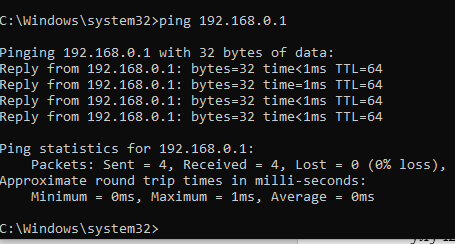 C:\Windows\system32>ping 192.168.0.1
Pinging 192.168.0.1 with 32 bytes of data:
Reply from 192.168.0.1: bytes=32 time<1ms TTL=64
Reply from 192.168.0.1: bytes=32 time=1ms TTL=64
Reply from 192.168.0.1: bytes=32 time<1ms TTL=64
Reply from 192.168.0.1: bytes=32 time<1ms TTL=64
Ping statistics for 192.168.0.1:
    Packets: Sent = 4, Received = 4, Lost = 0 (0% loss),
Approximate round trip times in milli-seconds:
    Minimum = 0ms, Maximum = 1ms, Average = 0ms
C:\Windows\system32>